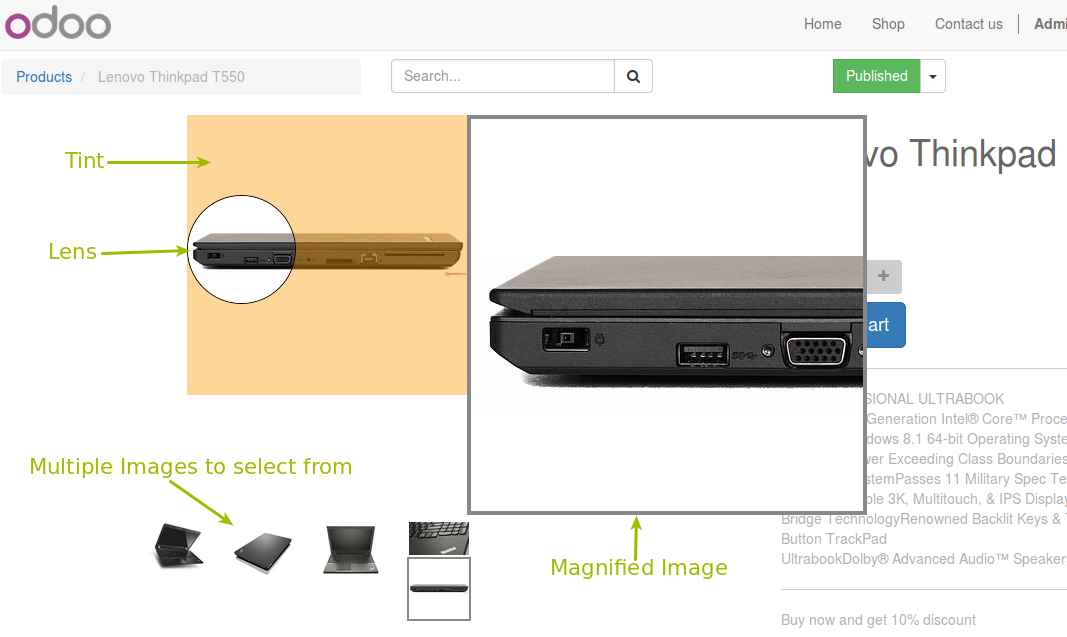 odoo
Home Shop Contact us Admi
Products / Lenovo Thinkpad T550
Search...
Published
Tint
vo Thinkpad
Lens
+
art
SIONAL ULTRABOOK
Generation Intel® Core™ Proce
dows 8.1 64-bit Operating Syste
ver Exceeding Class Boundaries
stemPasses 11 Military Spec Te
ple 3K, Multitouch, & IPS Display
Bridge TechnologyRenowned Backlit Keys & T
Button TrackPad
UltrabookDolby® Advanced Audio™ Speakers
Multiple Images to select from
Magnified Image
Buy now and get 10% discount